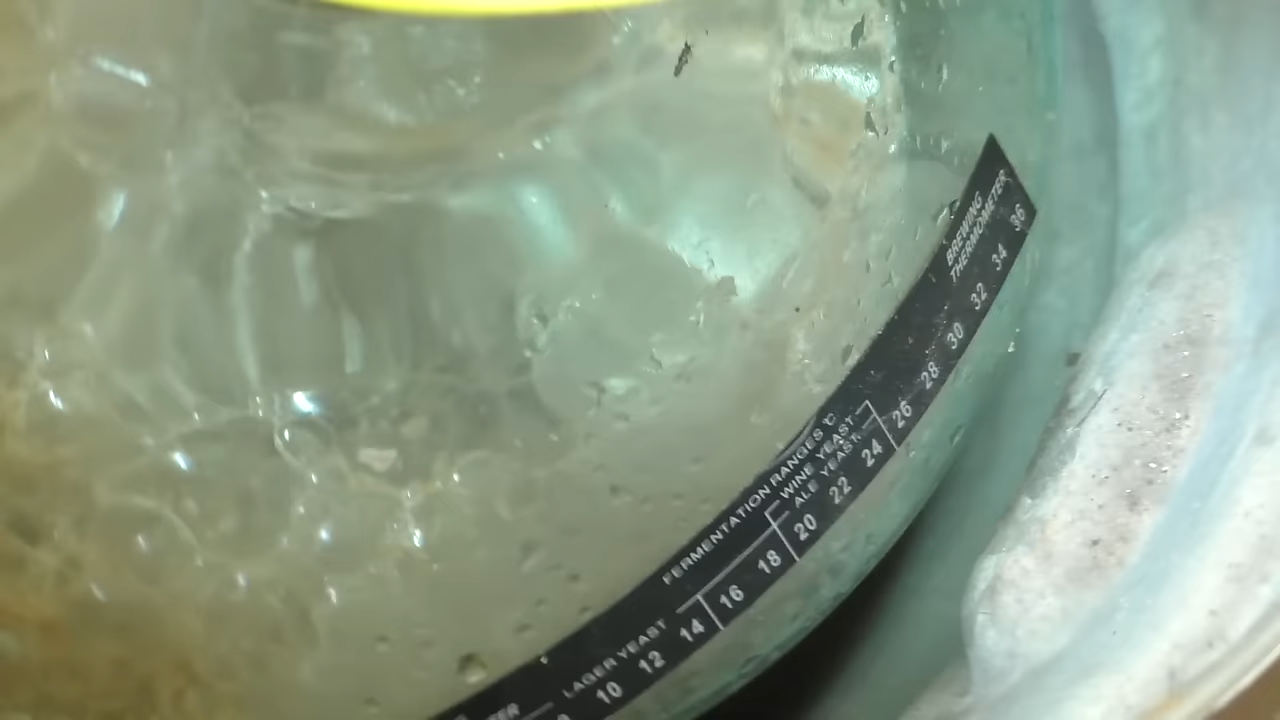 BREWING
THERMOMETER
FERMENTATION RANGES °C
WINE YEAST
ALE YEAST
LAGER YEAST
10 12 14 16 18 20 22 24 26 28 30 32 34 36